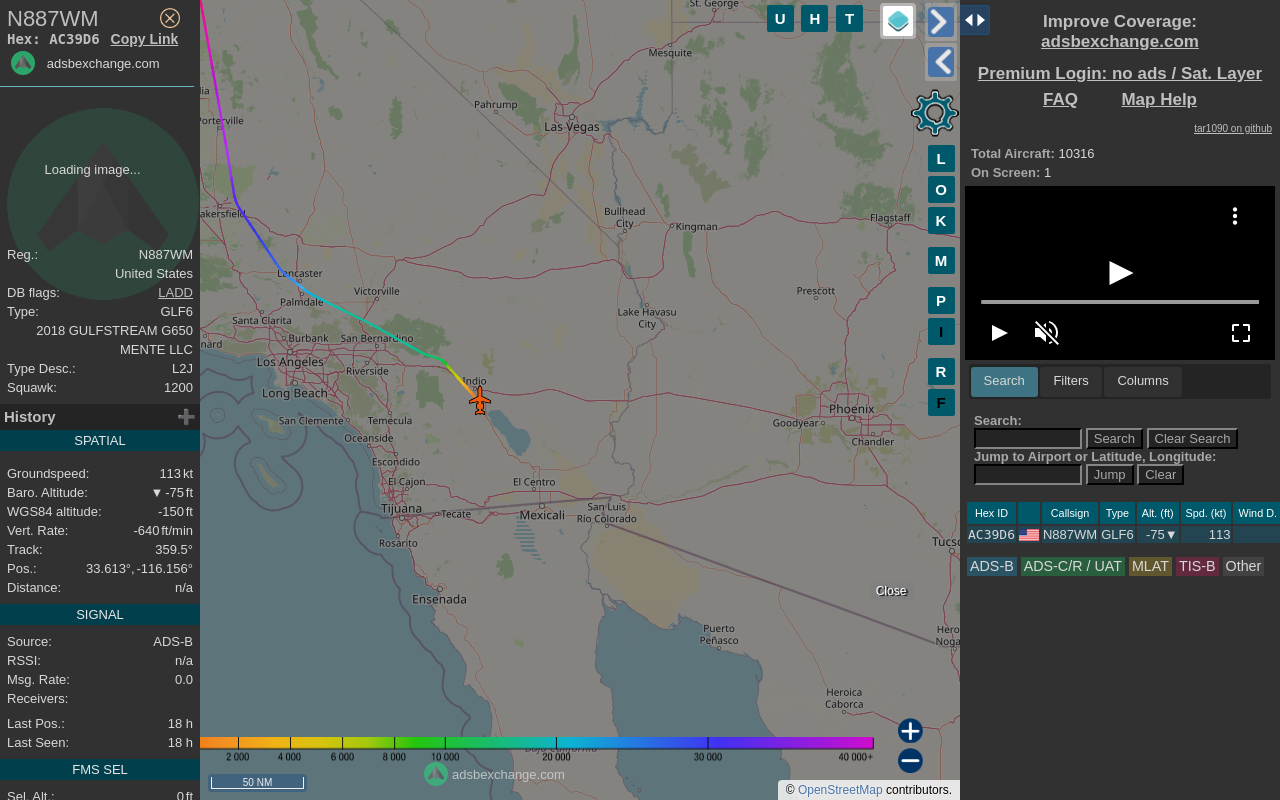 N887WM
Hex: AC39D6 Copy Link
adsbexchange.com
Loading image...
Reg.: N887WM
United States
DB flags: LADD
Type: GLF6
2018 GULFSTREAM G650
MENTE LLC
Type Desc.: L2J
Squawk: 1200
History
SPATIAL
Groundspeed: 113 kt
Baro. Altitude: ▼ -75 ft
WGS84 altitude: -150 ft
Vert. Rate: -640 ft/min
Track: 359.5°
Pos.: 33.613°, -116.156°
Distance: n/a
SIGNAL
Source: ADS-B
RSSI: n/a
Msg. Rate: 0.0
Receivers:
Last Pos.: 18 h
Last Seen: 18 h
FMS SEL
Sel. Alt.: 0 ft
St. George
Mesquite
Pahrump
Las Vegas
lia
Porterville
akersfield
Bullhead
City
Kingman
Flagstaff
Lancaster
Palmdale
Victorville
Prescott
Santa Clarita
Lake Havasu
City
nard
Burbank
San Bernardino
Los Angeles
Riverside
Indio
Long Beach
San Clemente
Temecula
Phoenix
Goodyear
Chandler
Oceanside
Escondido
El Cajon
El Centro
Tijuana
Tecate
Mexicali
San Luis
Río Colorado
Rosarito
Tucso
Ensenada
Close
Puerto
Peñasco
Hero
Noga
Heroica
Caborca
Baja California
2 000 4 000 6 000 8 000 10 000 20 000 30 000 40 000+
50 NM
adsbexchange.com
© OpenStreetMap contributors.
U H T
L
O
K
M
P
I
R
F
Improve Coverage:
adsbexchange.com
Premium Login: no ads / Sat. Layer
FAQ Map Help
tar1090 on github
Total Aircraft: 10316
On Screen: 1
Search Filters Columns
Search:
Search Clear Search
Jump to Airport or Latitude, Longitude:
Jump Clear
Hex ID Callsign Type Alt. (ft) Spd. (kt) Wind D.
AC39D6 N887WM GLF6 -75▼ 113
ADS-B ADS-C/R / UAT MLAT TIS-B Other